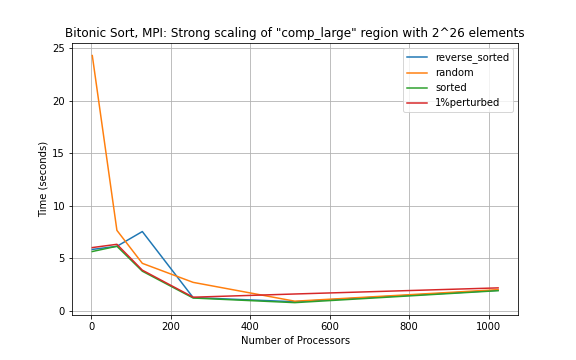 Bitonic Sort, MPI: Strong scaling of "comp_large" region with 2^26 elements
reverse_sorted
random
sorted
1%perturbed
Time (seconds)
25
20
15
10
5
0
0 200 400 600 800 1000
Number of Processors